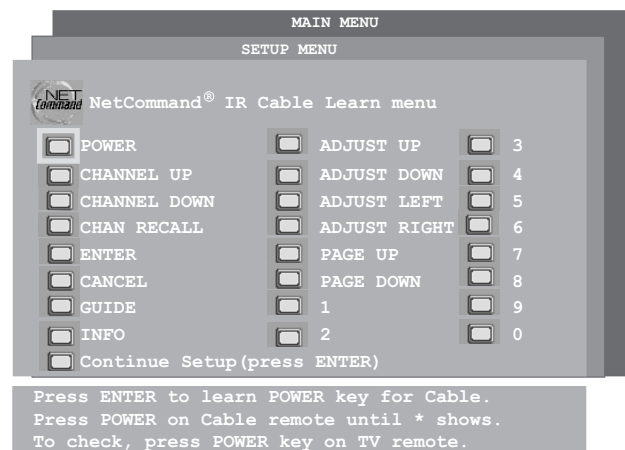 MAIN MENU
SETUP MENU
NET Command NetCommand® IR Cable Learn menu
POWER ADJUST UP 3
CHANNEL UP ADJUST DOWN 4
CHANNEL DOWN ADJUST LEFT 5
CHAN RECALL ADJUST RIGHT 6
ENTER PAGE UP 7
CANCEL PAGE DOWN 8
GUIDE 1 9
INFO 2 0
Continue Setup(press ENTER)
Press ENTER to learn POWER key for Cable.
Press POWER on Cable remote until * shows.
To check, press POWER key on TV remote.